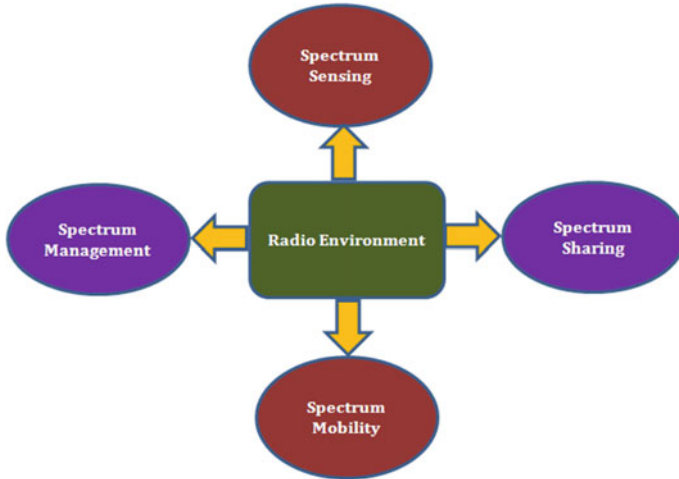 Spectrum
Sensing
Spectrum
Management
Radio Environment
Spectrum
Sharing
Spectrum
Mobility